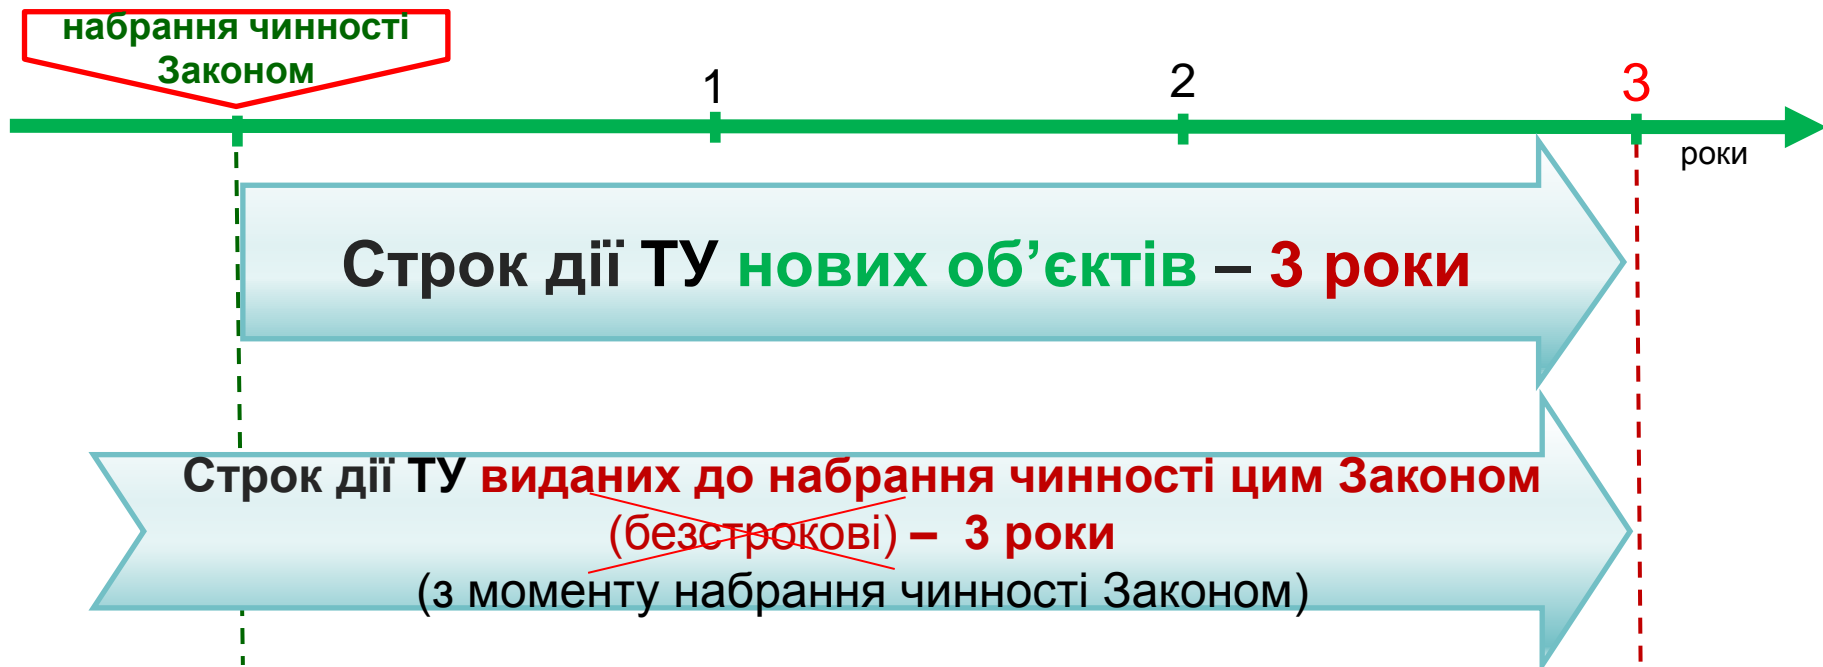 набрання чинності
Законом
1
2
3
роки
Строк дії ТУ нових об’єктів – 3 роки
Строк дії ТУ виданих до набрання чинності цим Законом
(безстрокові) – 3 роки
(з моменту набрання чинності Законом)